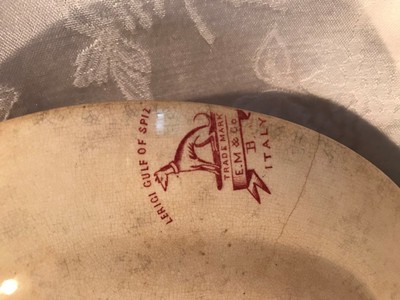 LERICI GULF OF SPIZ
TRADE MARK
E.M & Co.
B
ITALY